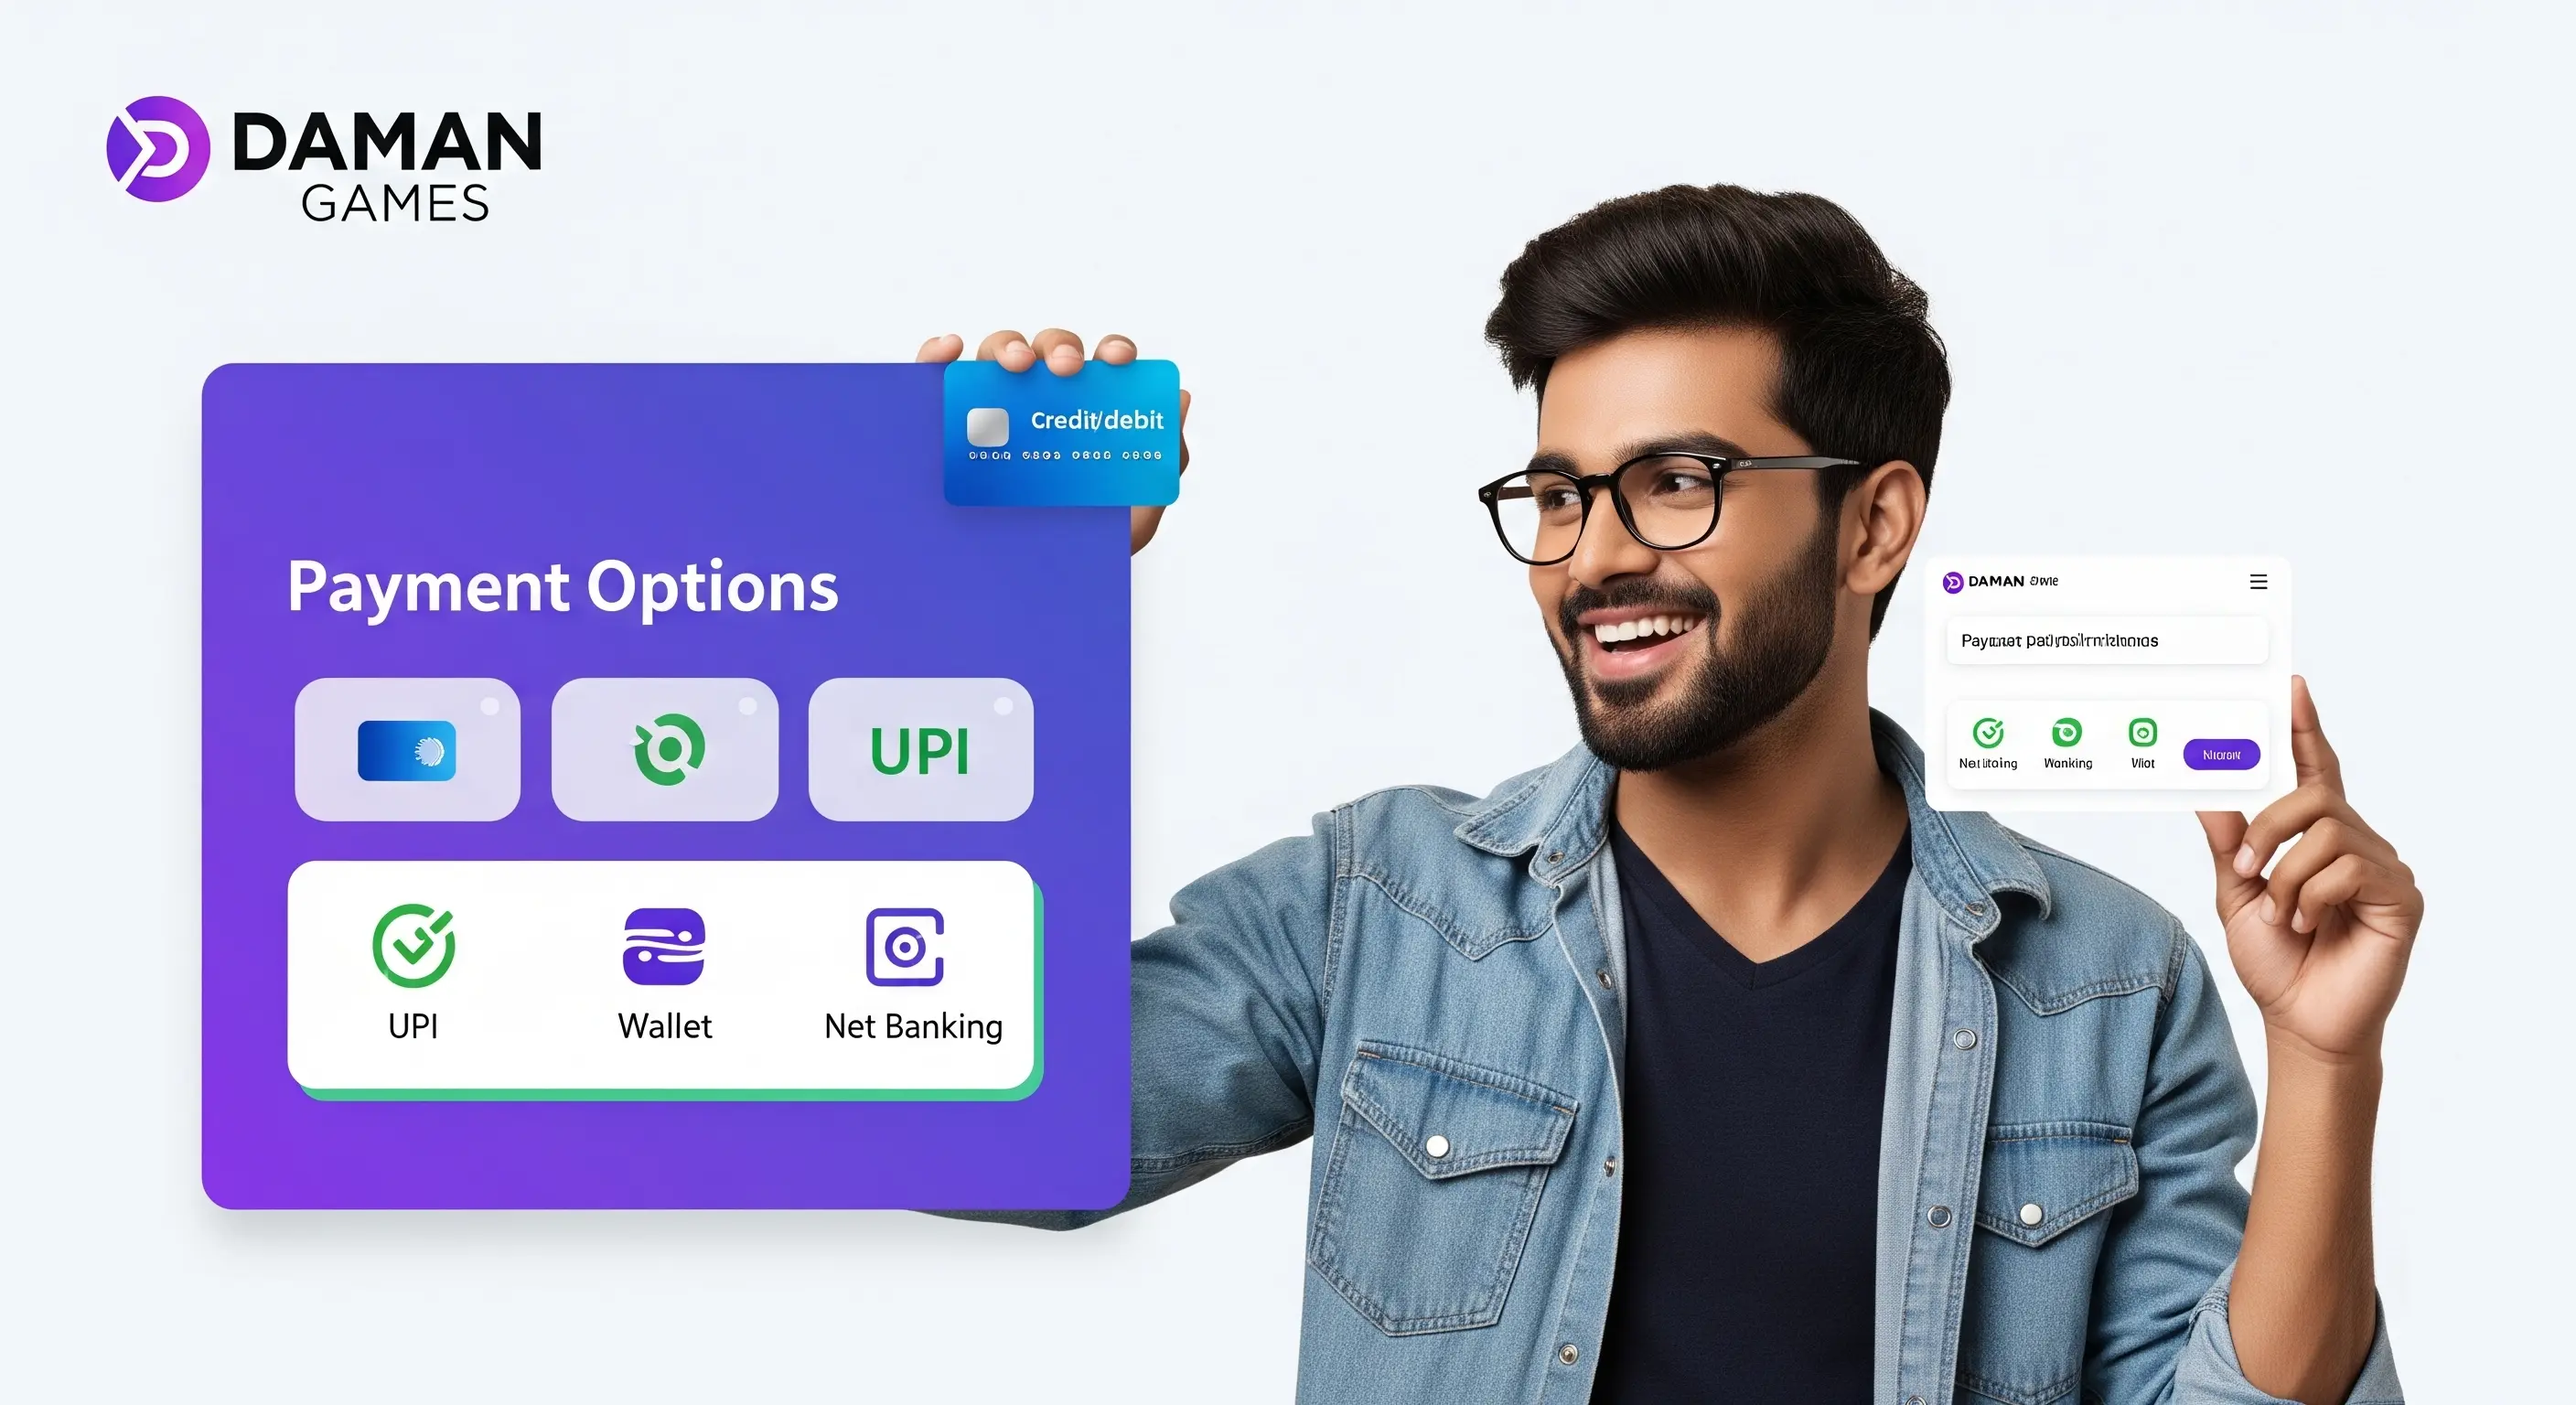 DAMAN
GAMES
Credit/debit
Payment Options
UPI
UPI
Wallet
Net Banking
DAMAN